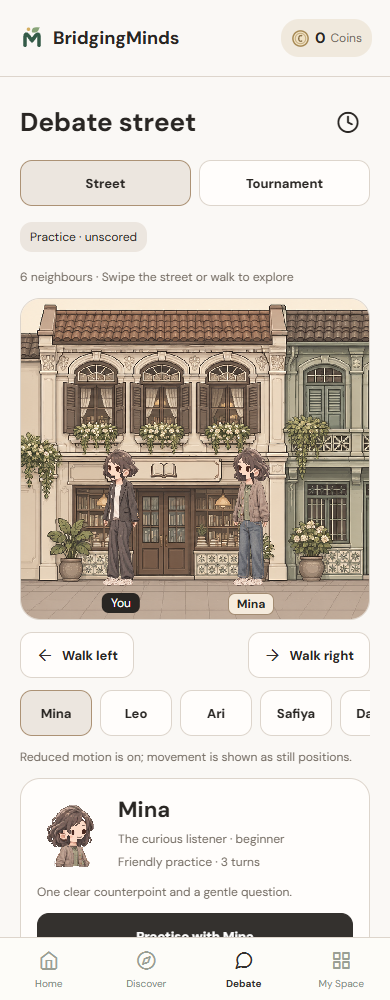 BridgingMinds
0 Coins
Debate street
Street
Tournament
Practice · unscored
6 neighbours · Swipe the street or walk to explore
You
Mina
Walk left
Walk right
Mina
Leo
Ari
Safiya
Reduced motion is on; movement is shown as still positions.
Mina
The curious listener · beginner
Friendly practice · 3 turns
One clear counterpoint and a gentle question.
Practise with Mina
Home
Discover
Debate
My Space